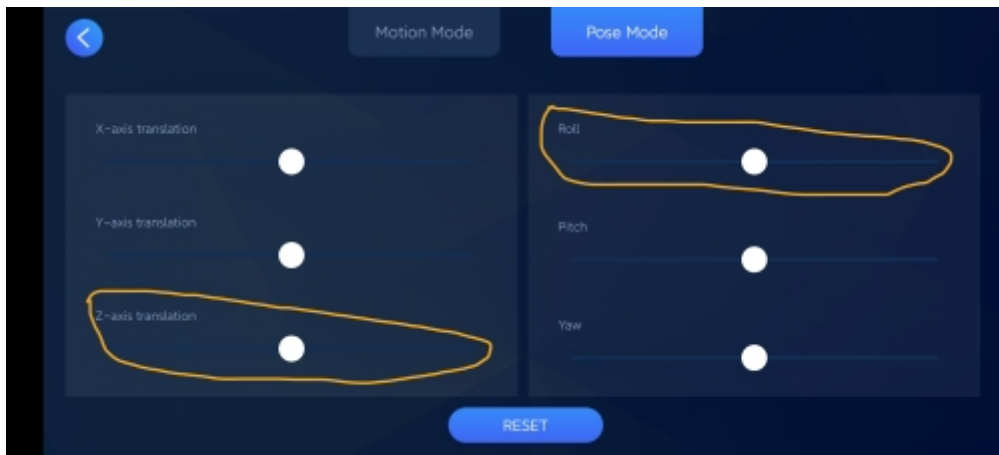 Motion Mode
Pose Mode
X-axis translation
Y-axis translation
Z-axis translation
Roll
Pitch
Yaw
RESET